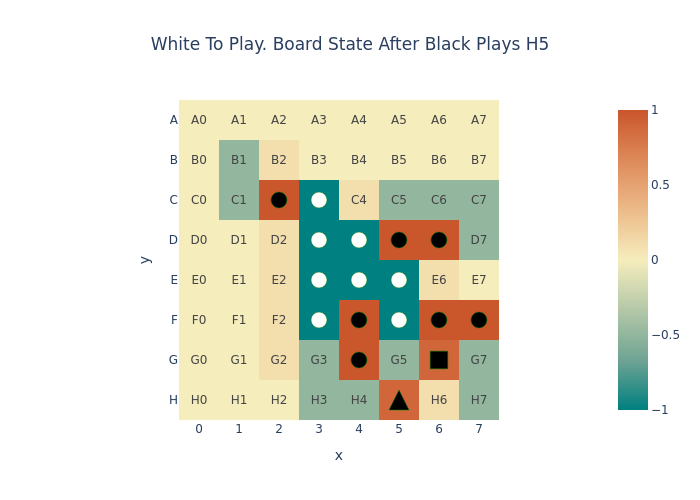 White To Play. Board State After Black Plays H5
A A0 A1 A2 A3 A4 A5 A6 A7
B B0 B1 B2 B3 B4 B5 B6 B7
C C0 C1 C4 C5 C6 C7
D D0 D1 D2 D7
E E0 E1 E2 E6 E7
F F0 F1 F2
G G0 G1 G2 G3 G5 G7
H H0 H1 H2 H3 H4 H6 H7
0 1 2 3 4 5 6 7
x
y
1
0.5
0
−0.5
−1